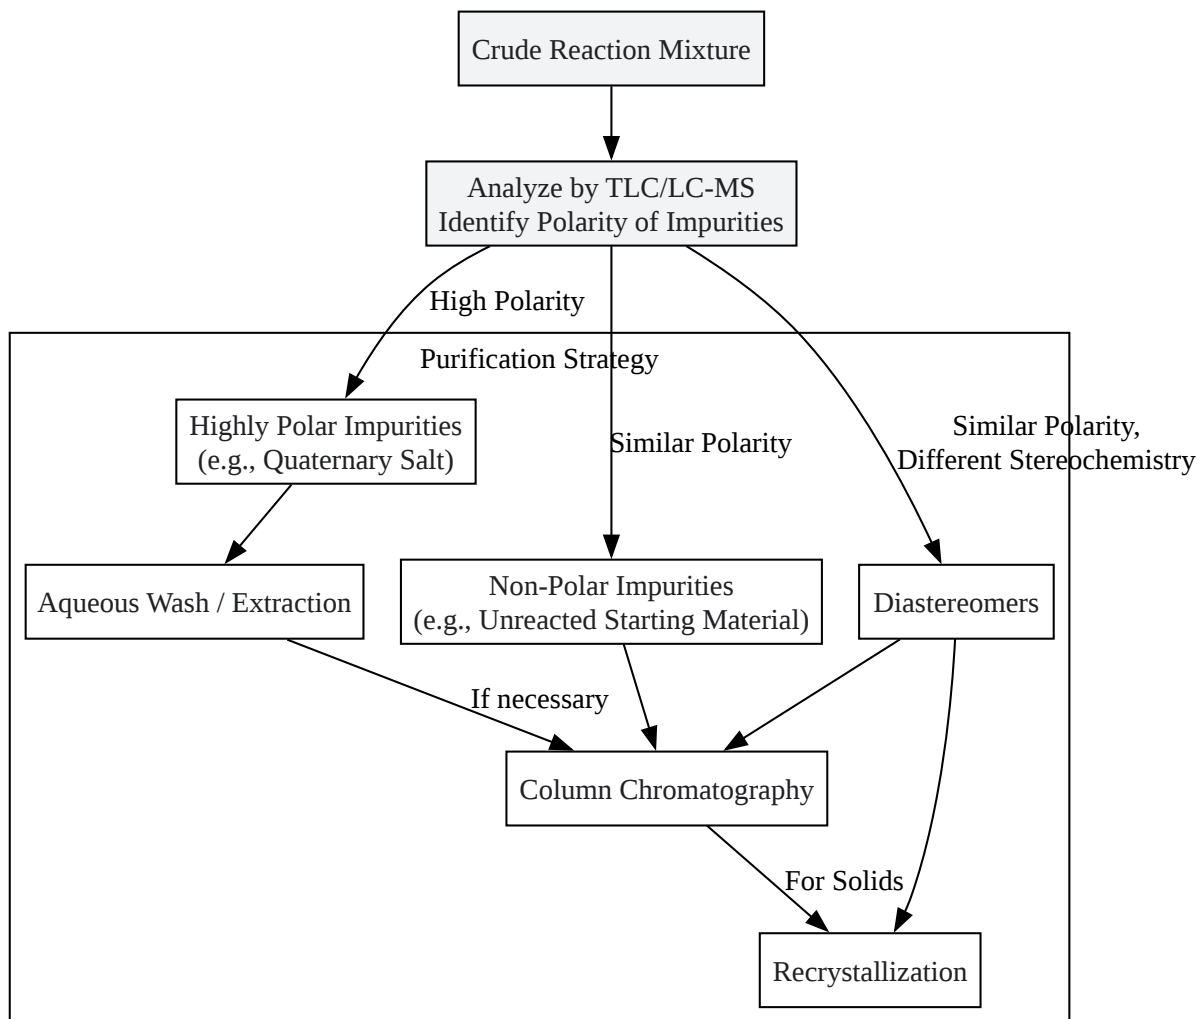 Crude Reaction Mixture
Analyze by TLC/LC-MS
Identify Polarity of Impurities
High Polarity
Purification Strategy
Highly Polar Impurities
(e.g., Quaternary Salt)
Similar Polarity
Similar Polarity,
Different Stereochemistry
Aqueous Wash / Extraction
Non-Polar Impurities
(e.g., Unreacted Starting Material)
Diastereomers
If necessary
Column Chromatography
For Solids
Recrystallization